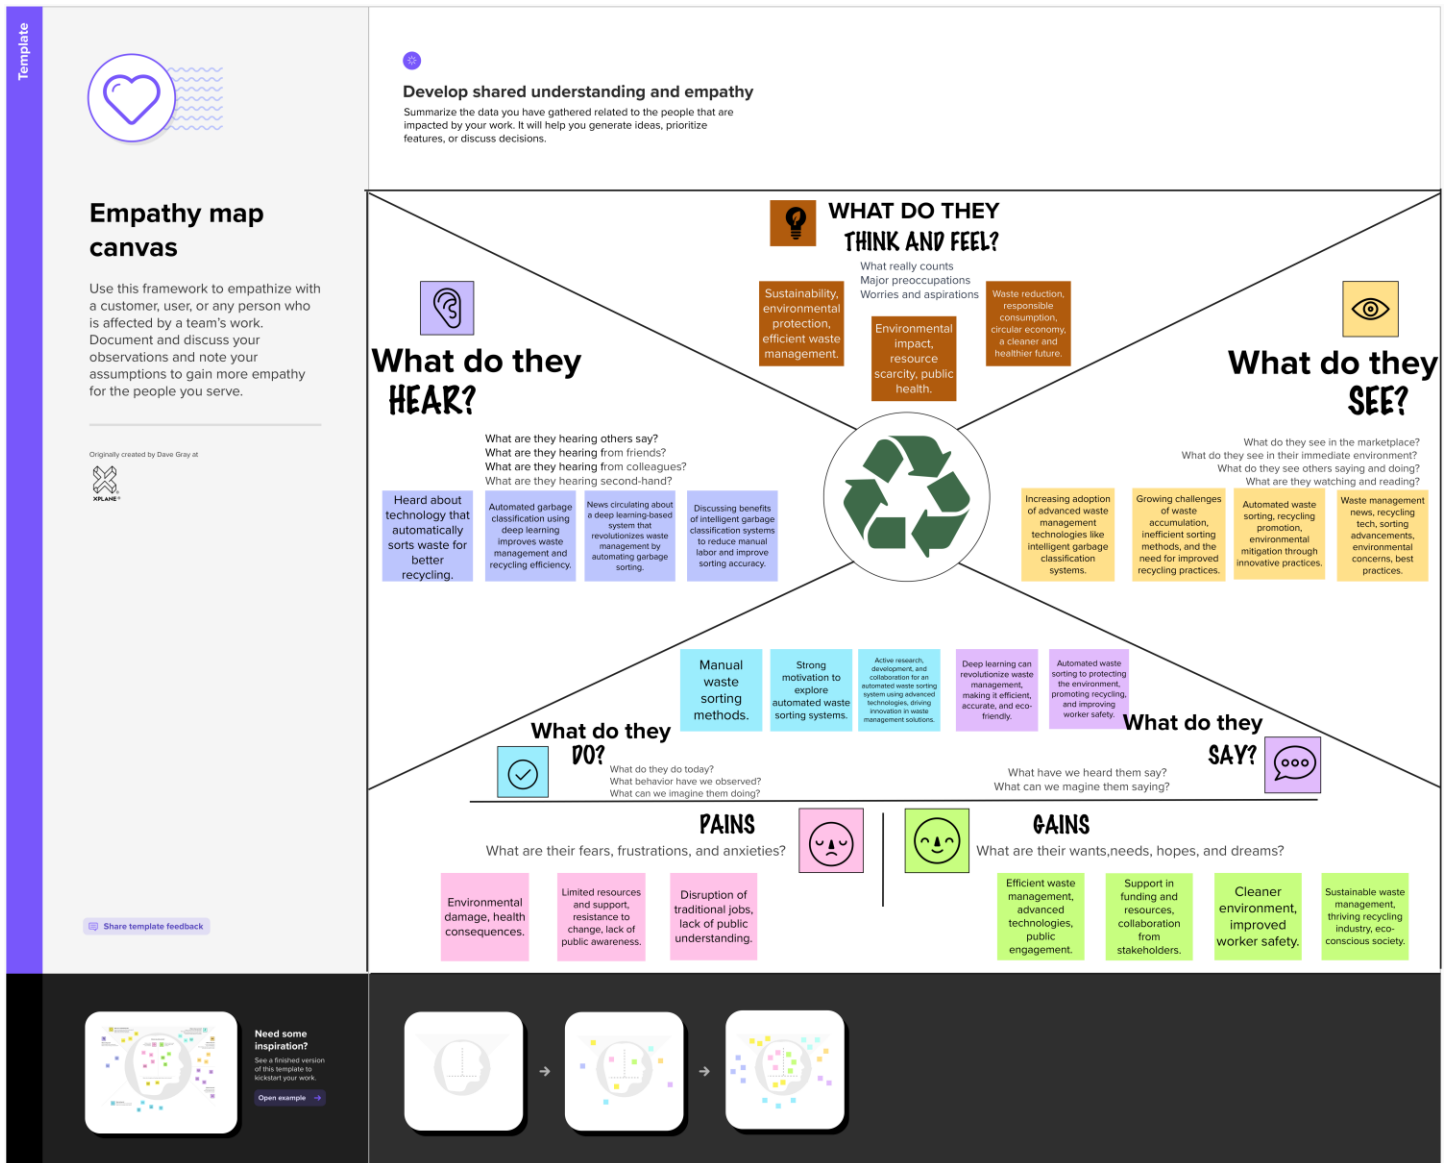 Template
Empathy map
canvas
Use this framework to empathize with
a customer, user, or any person who
is affected by a team's work.
Document and discuss your
observations and note your
assumptions to gain more empathy
for the people you serve.
Originally created by Dave Gray at
XPLANE
Share template feedback
Develop shared understanding and empathy
Summarize the data you have gathered related to the people that are
impacted by your work. It will help you generate ideas, prioritize
features, or discuss decisions.
WHAT DO THEY
THINK AND FEEL?
What really counts
Major preoccupations
Worries and aspirations
Sustainability,
environmental
protection,
efficient waste
management.
Environmental
impact,
resource
scarcity, public
health.
Waste reduction,
responsible
consumption,
circular economy,
a cleaner and
healthier future.
What do they
HEAR?
What are they hearing others say?
What are they hearing from friends?
What are they hearing from colleagues?
What are they hearing second-hand?
Heard about
technology that
automatically
sorts waste for
better
recycling.
Automated garbage
classification using
deep learning
improves waste
management and
recycling efficiency.
News circulating about
a deep learning-based
system that
revolutionizes waste
management by
automating garbage
sorting.
Discussing benefits
of intelligent garbage
classification systems
to reduce manual
labor and improve
sorting accuracy.
What do they
SEE?
What do they see in the marketplace?
What do they see in their immediate environment?
What do they see others saying and doing?
What are they watching and reading?
Increasing adoption
of advanced waste
management
technologies like
intelligent garbage
classification
systems.
Growing challenges
of waste
accumulation,
inefficient sorting
methods, and the
need for improved
recycling practices.
Automated waste
sorting, recycling
promotion,
environmental
mitigation through
innovative practices.
Waste management
news, recycling
tech, sorting
advancements,
environmental
concerns, best
practices.
Manual
waste
sorting
methods.
Strong
motivation to
explore
automated waste
sorting systems.
Active research,
development, and
collaboration for an
automated waste sorting
system using advanced
technologies, driving
innovation in waste
management solutions.
Deep learning can
revolutionize waste
management,
making it efficient,
accurate, and eco-
friendly.
Automated waste
sorting to protecting
the environment,
promoting recycling,
and improving
worker safety.
What do they
DO?
What do they do today?
What behavior have we observed?
What can we imagine them doing?
What do they
SAY?
What have we heard them say?
What can we magine them saying?
PAINS
What are their fears, frustrations, and anxieties?
Environmental
damage, health
consequences.
Limited resources
and support,
resistance to
change, lack of
public awareness.
Disruption of
traditional jobs,
lack of public
understanding.
GAINS
What are their wants,needs, hopes, and dreams?
Efficient waste
management,
advanced
technologies,
public
engagement.
Support in
funding and
resources,
collaboration
from
stakeholders.
Cleaner
environment,
improved
worker safety.
Sustainable waste
management,
thriving recycling
industry, eco-
conscious society.
Need some
inspiration?
See a finished version
of this template to
kickstart your work.
Open example